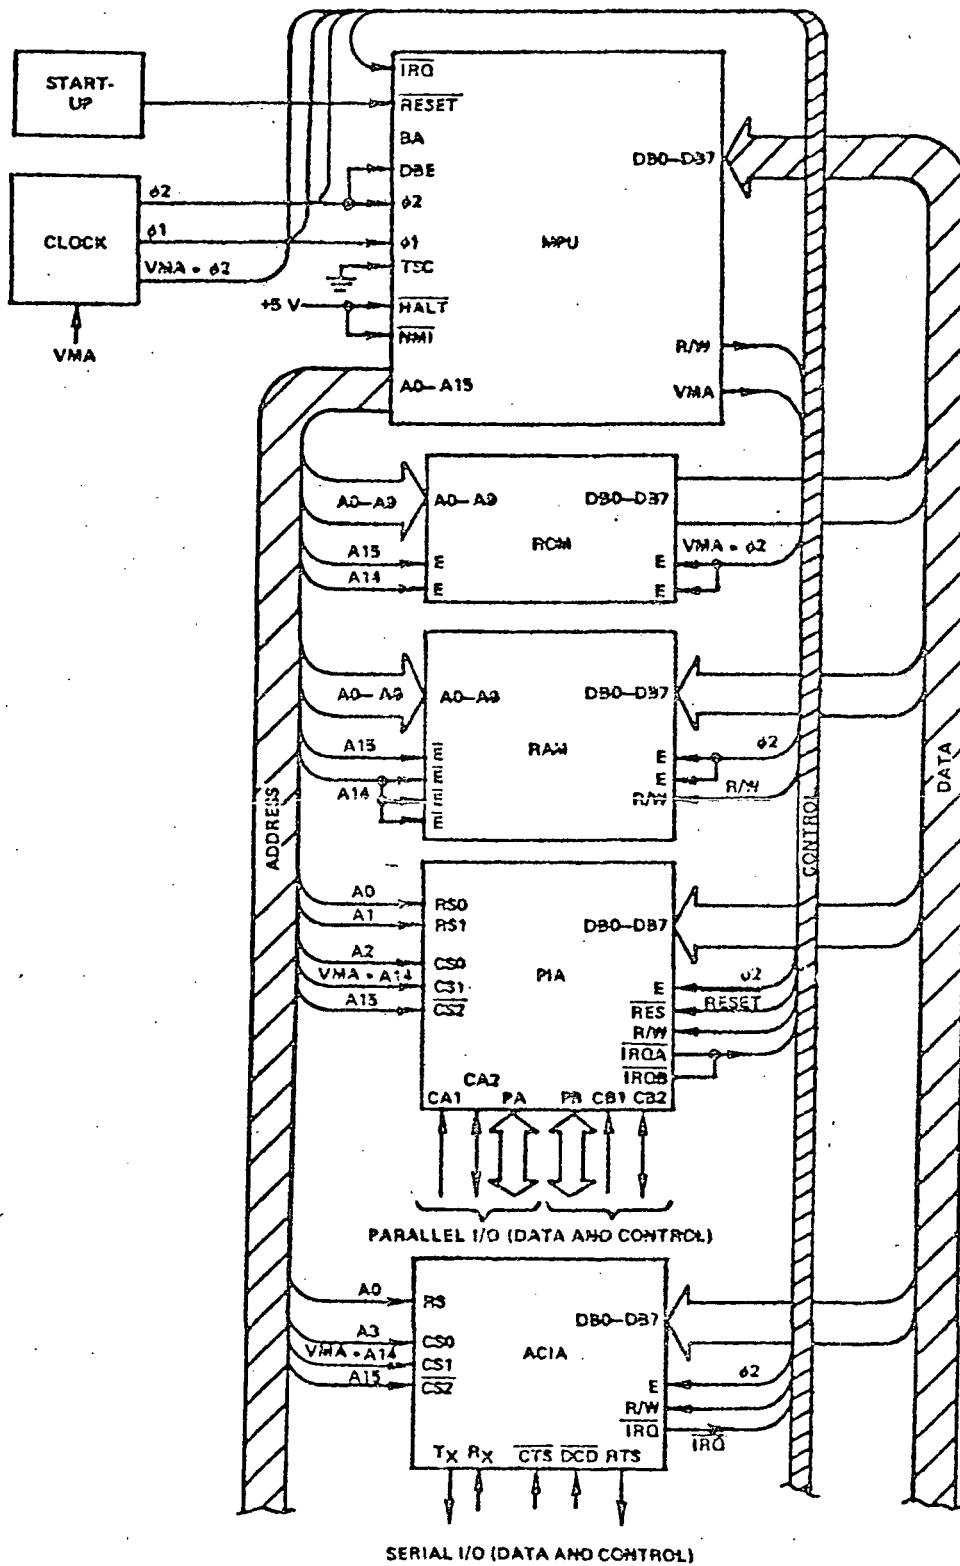 START-
UP
CLOCK
ϕ2
ϕ1
VMA • ϕ2
VMA
+5 V
IRQ
RESET
BA
DBE
ϕ2
ϕ1
TSC
HALT
NMI
A0–A15
MPU
DB0–DB7
R/W
VMA
ADDRESS
CONTROL
DATA
A0–A9
A15
A14
A0–A9
E
E
ROM
DB0–DB7
VMA • ϕ2
E
E
A0–A9
A15
A14
A0–A9
E
E
E
E
RAM
DB0–DB7
E
E
R/W
ϕ2
R/W
A0
A1
A2
VMA • A14
A15
RS0
RS1
CS0
CS1
CS2
PIA
DB0–DB7
E
RES
R/W
IRQA
IRQB
ϕ2
RESET
CA1
CA2
PA
PB
CB1
CB2
PARALLEL I/O (DATA AND CONTROL)
A0
A3
VMA • A14
A15
RS
CS0
CS1
CS2
ACIA
DB0–DB7
E
R/W
IRQ
ϕ2
IRQ
TX
RX
CTS
DCD
RTS
SERIAL I/O (DATA AND CONTROL)